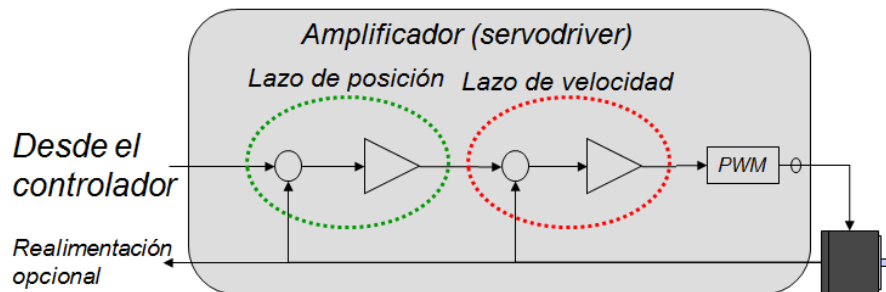 Amplificador (servodriver)
Lazo de posición
Lazo de velocidad
Desde el
controlador
PWM
Realimentación
opcional